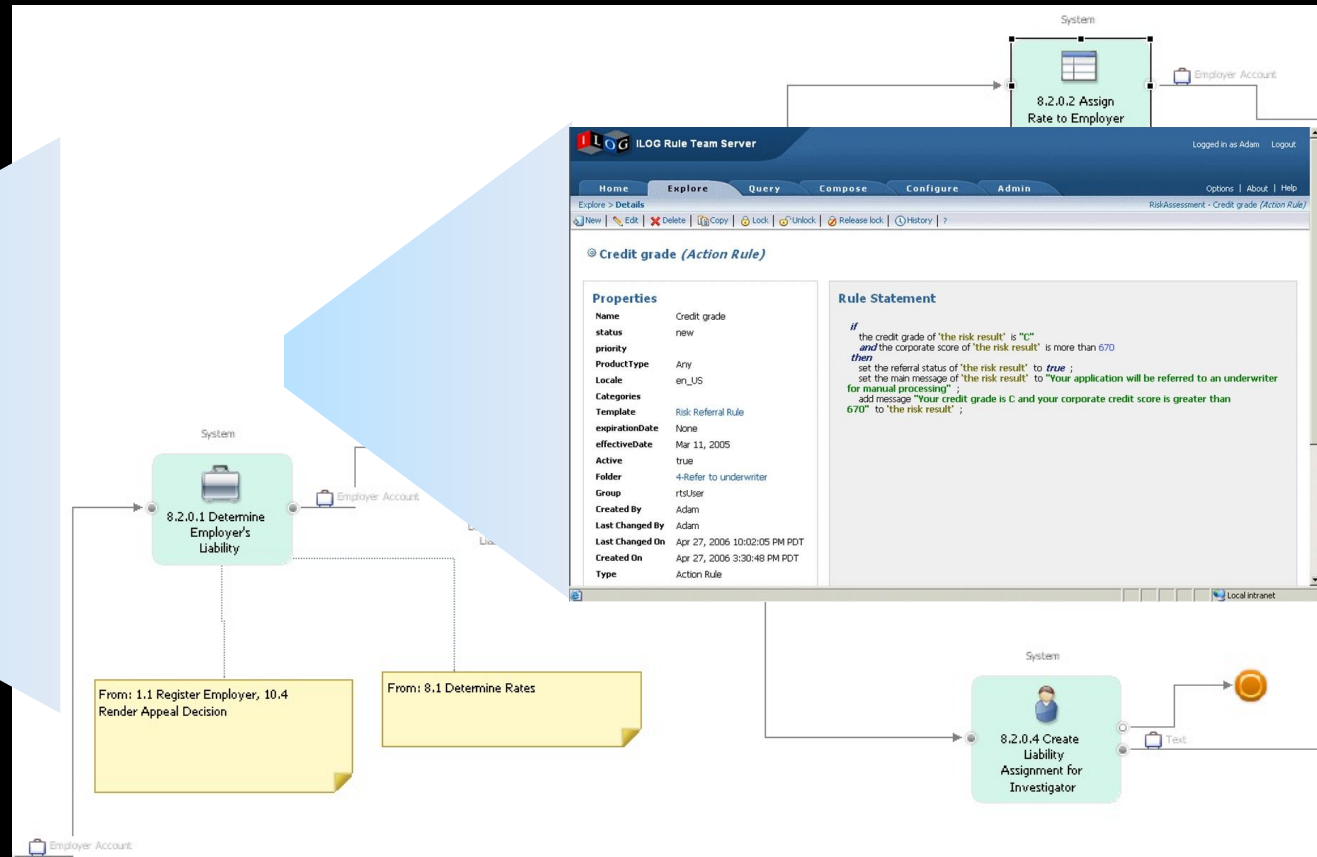 System
Employer Account
8.2.0.2 Assign
Rate to Employer
ILOG ILOG Rule Team Server
Logged in as Adam Logout
Home Explore Query Compose Configure Admin
Options | About | Help
Explore > Details
RiskAssessment - Credit grade (Action Rule)
New | Edit | Delete | Copy | Lock | Unlock | Release lock | History | ?
Credit grade (Action Rule)
Properties
Name Credit grade
status new
priority
ProductType Any
Locale en_US
Categories
Template Risk Referral Rule
expirationDate None
effectiveDate Mar 11, 2005
Active true
Folder 4-Refer to underwriter
Group rtsUser
Created By Adam
Last Changed By Adam
Last Changed On Apr 27, 2006 10:02:05 PM PDT
Created On Apr 27, 2006 3:30:48 PM PDT
Type Action Rule
Rule Statement
if
the credit grade of 'the risk result' is "C"
and the corporate score of 'the risk result' is more than 670
then
set the referral status of 'the risk result' to true ;
set the main message of 'the risk result' to "Your application will be referred to an underwriter
for manual processing" ;
add message "Your credit grade is C and your corporate credit score is greater than
670" to 'the risk result' ;
Local intranet
System
8.2.0.1 Determine
Employer's
Liability
Employer Account
From: 1.1 Register Employer, 10.4
Render Appeal Decision
From: 8.1 Determine Rates
System
8.2.0.4 Create
Liability
Assignment for
Investigator
Text
Employer Account